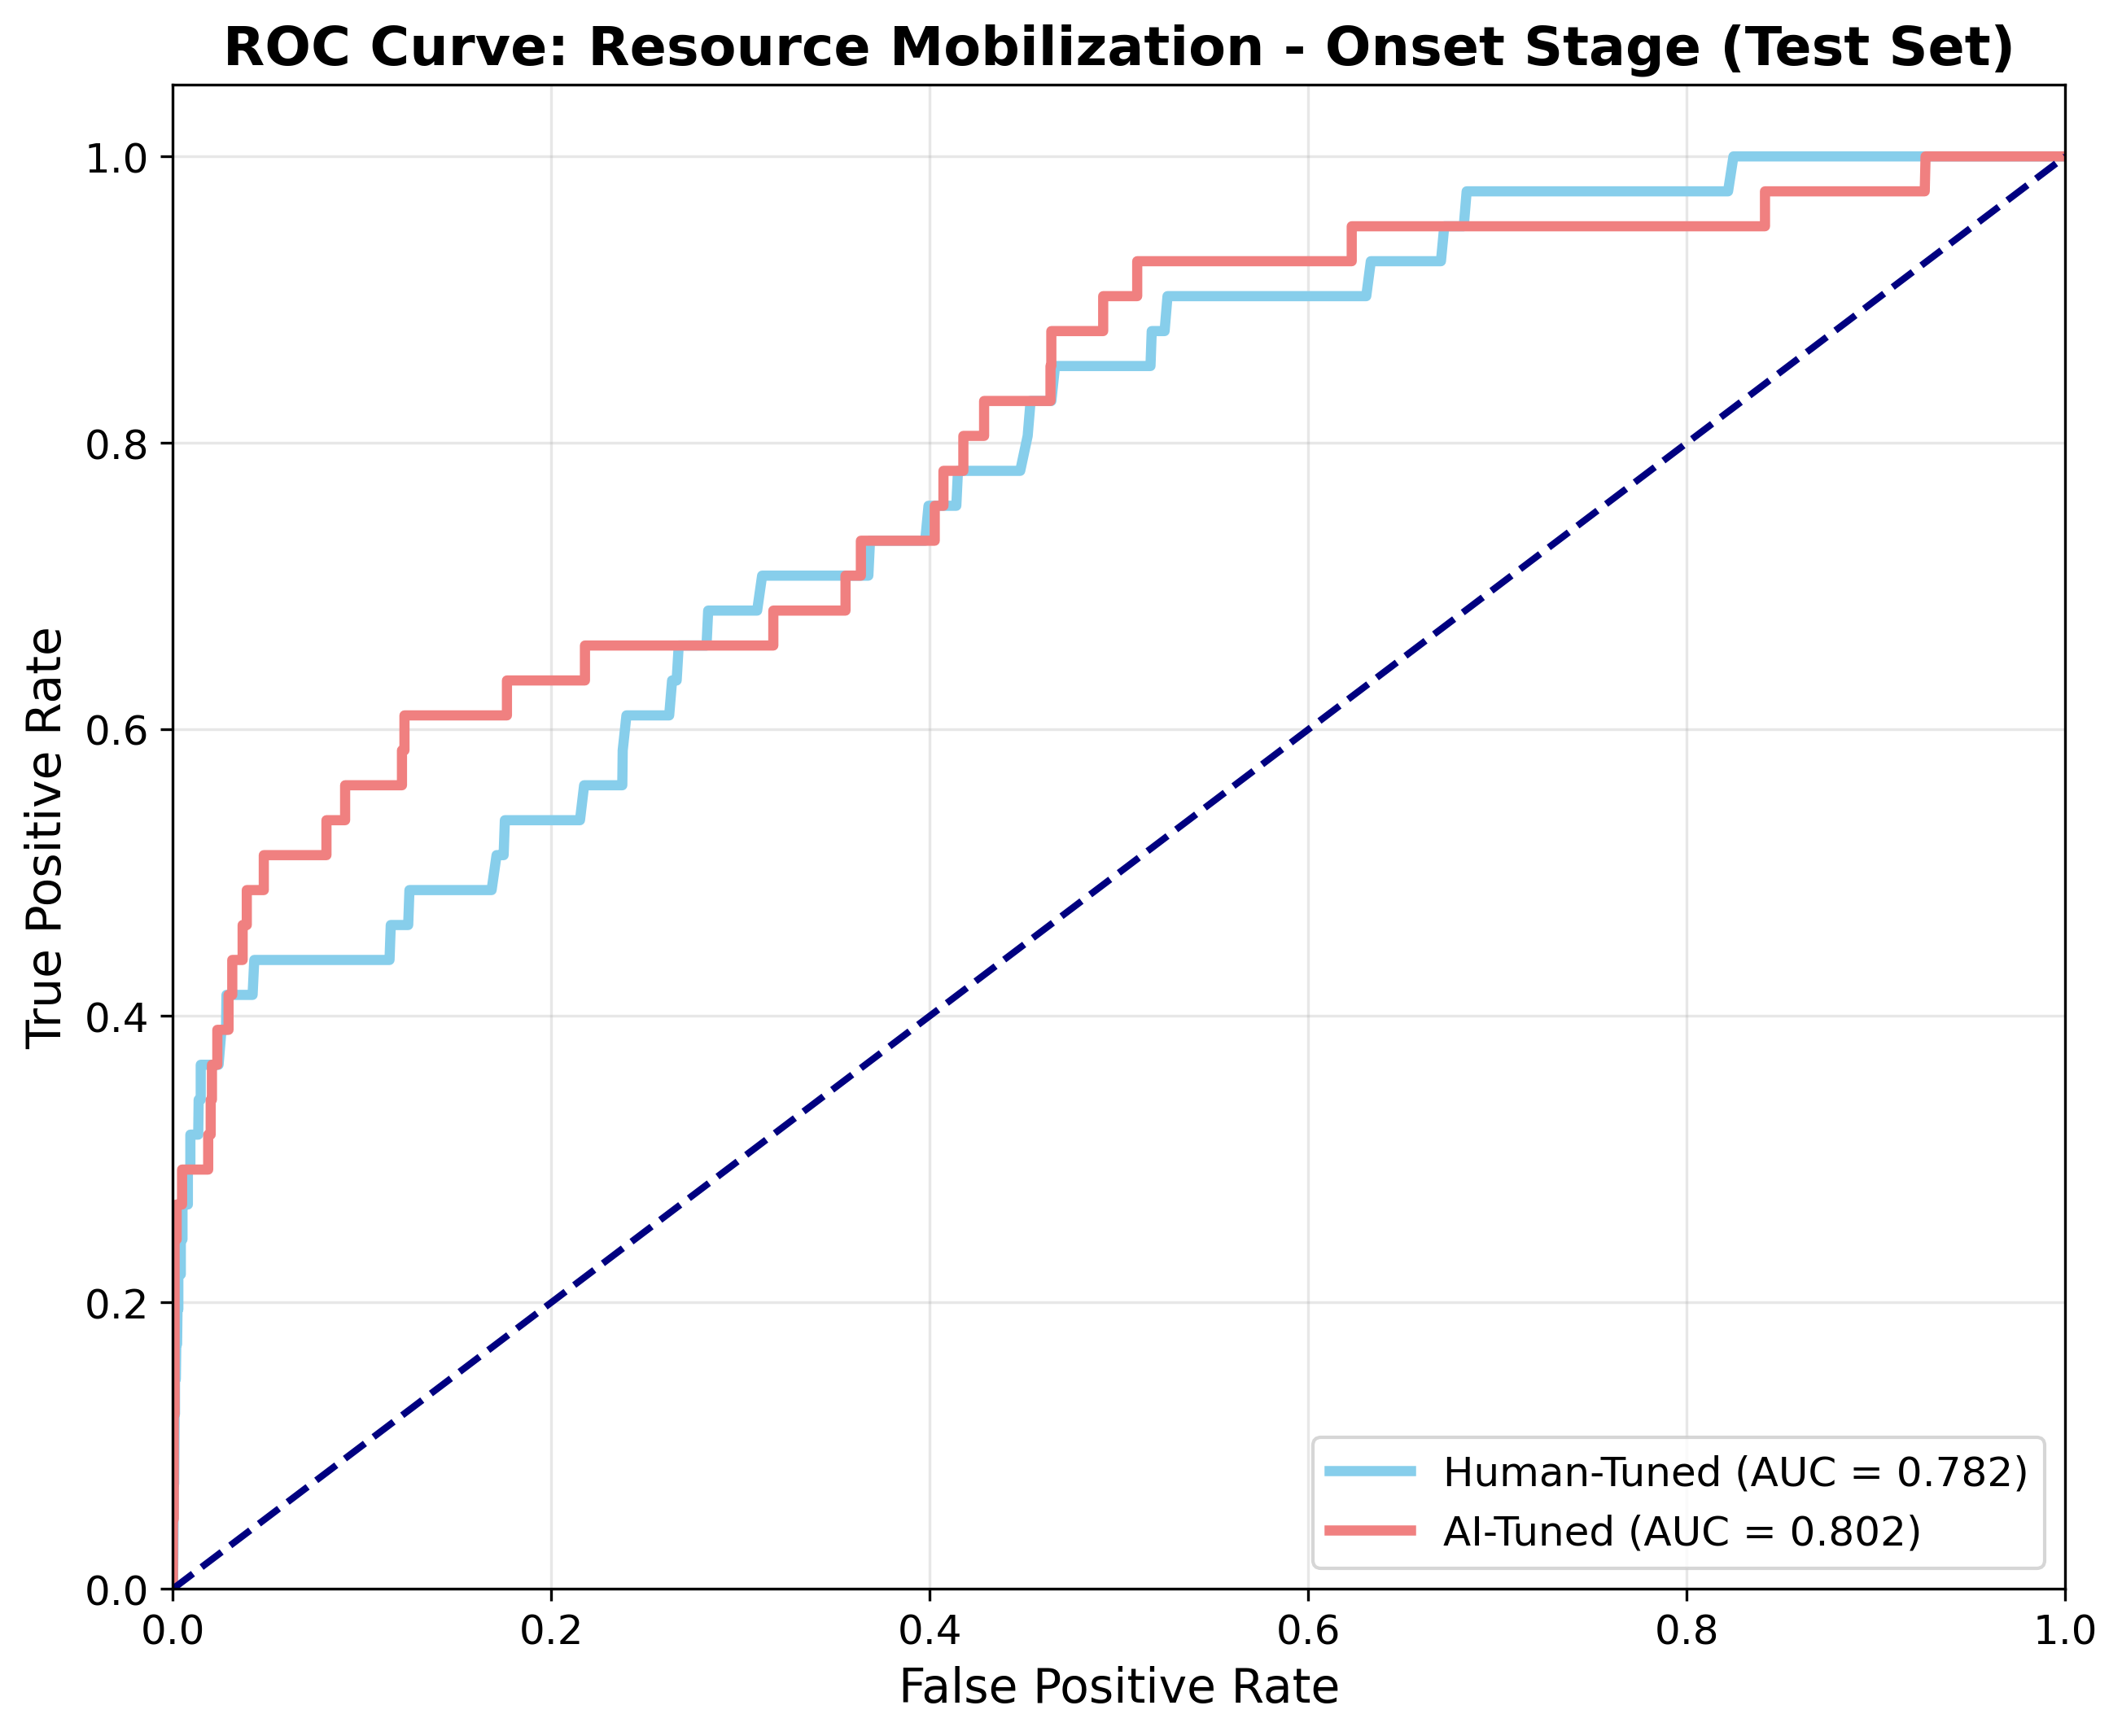 ROC Curve: Resource Mobilization - Onset Stage (Test Set)
True Positive Rate
1.0
0.8
0.6
0.4
0.2
0.0
0.0 0.2 0.4 0.6 0.8 1.0
False Positive Rate
Human-Tuned (AUC = 0.782)
AI-Tuned (AUC = 0.802)